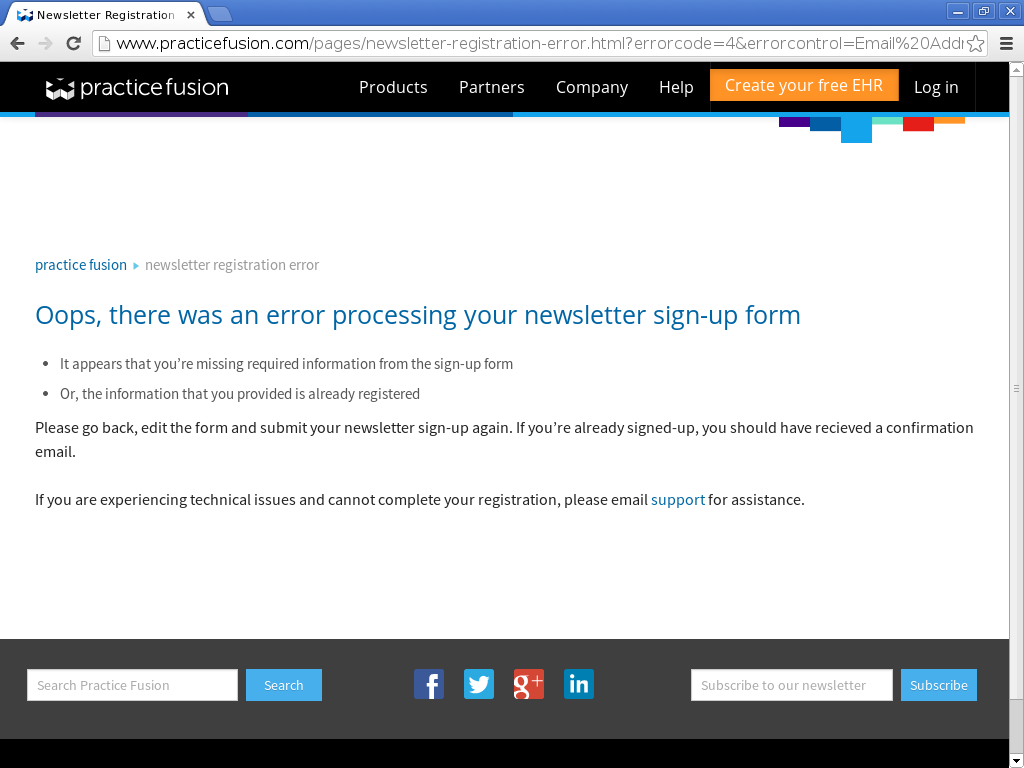 Newsletter Registration
www.practicefusion.com/pages/newsletter-registration-error.html?errorcode=4&errorcontrol=Email%20Addr
practice fusion
Products
Partners
Company
Help
Create your free EHR
Log in
practice fusion
newsletter registration error
Oops, there was an error processing your newsletter sign-up form
It appears that you're missing required information from the sign-up form
Or, the information that you provided is already registered
Please go back, edit the form and submit your newsletter sign-up again. If you're already signed-up, you should have recieved a confirmation
email.
If you are experiencing technical issues and cannot complete your registration, please email support for assistance.
Search Practice Fusion
Search
f
g+
in
Subscribe to our newsletter
Subscribe